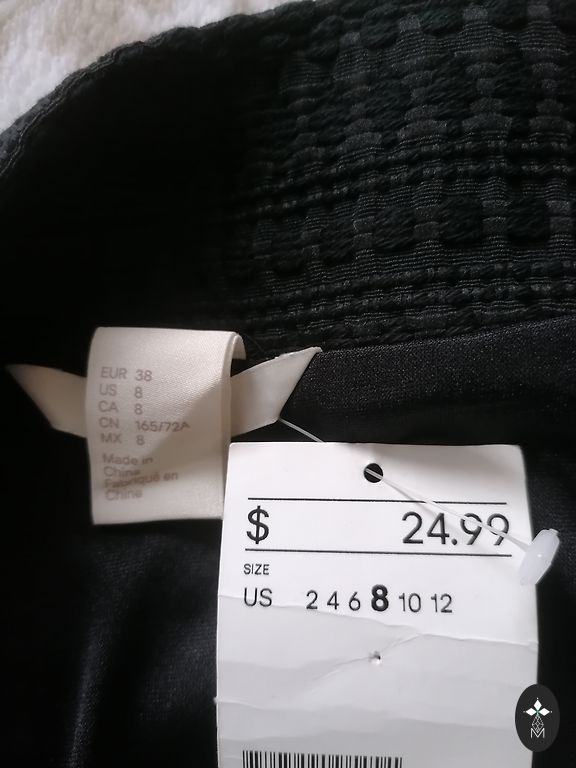 EUR 38
US 8
CA 8
CN 165/72A
MX 8
Made in
China
Fabriqué en
Chine
$ 24.99
SIZE
US 2 4 6 8 10 12
M